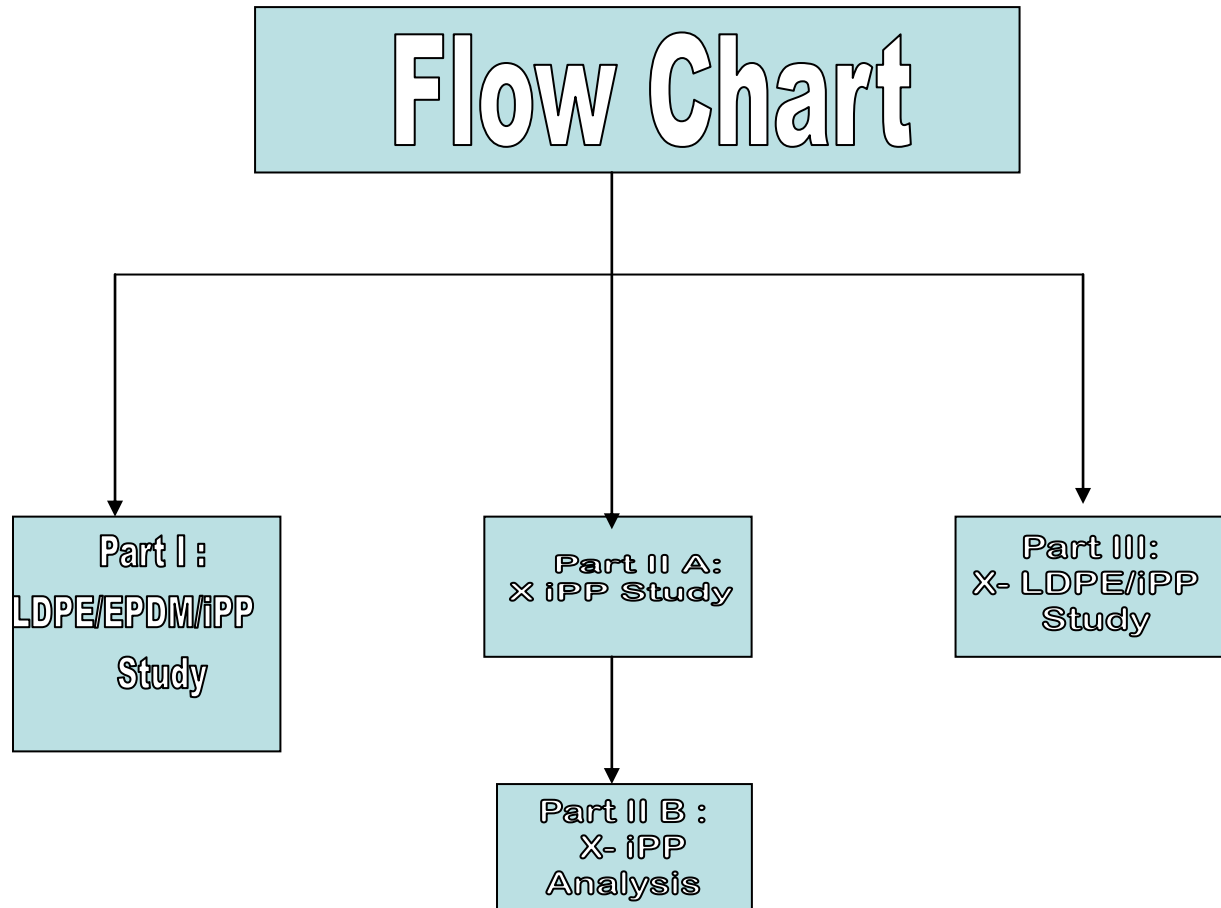 Flow Chart
Part I :
LDPE/EPDM/iPP
Study
Part II A:
X iPP Study
Part III:
X- LDPE/iPP
Study
Part II B :
X- iPP
Analysis